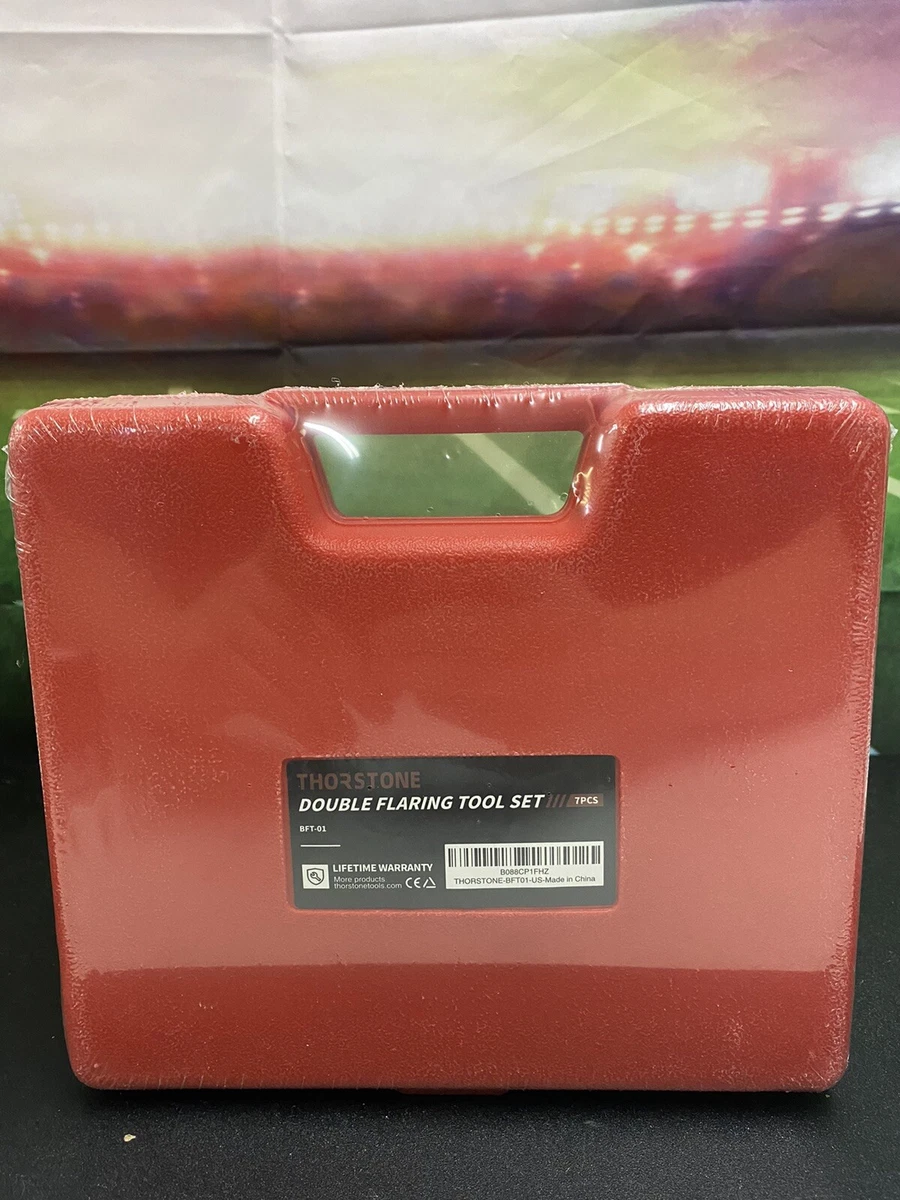 THORSTONE
DOUBLE FLARING TOOL SET 7PCS
BFT-01
LIFETIME WARRANTY
More products
thorstonetools.com CE
B088CP1FHZ
THORSTONE-BFT01-US-Made in China